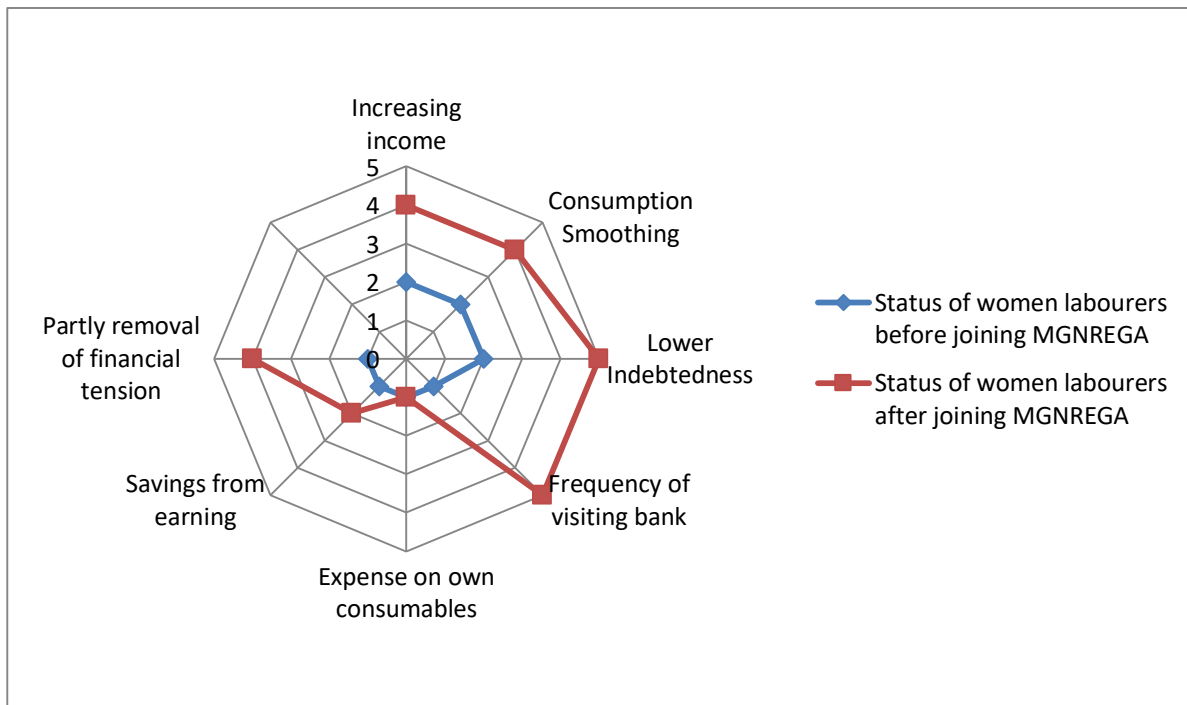 Increasing
income
5
4
3
2
1
0
Consumption
Smoothing
Lower
Indebtedness
Frequency of
visiting bank
Expense on own
consumables
Savings from
earning
Partly removal
of financial
tension
Status of women labourers
before joining MGNREGA
Status of women labourers
after joining MGNREGA